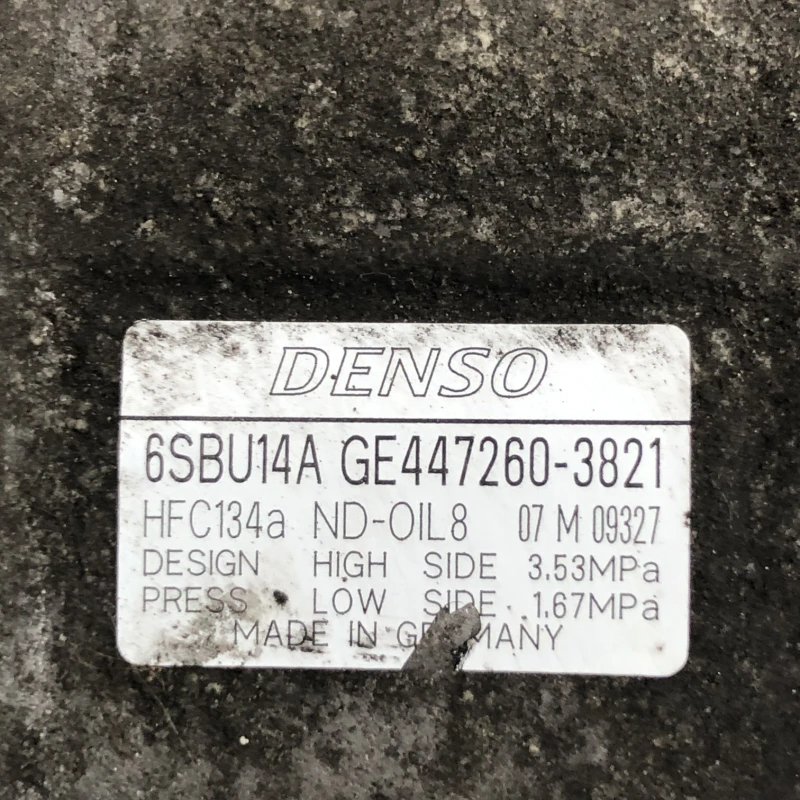 DENSO
6SBU14A GE447260-3821
HFC134a ND-OIL8 07 M 09327
DESIGN HIGH SIDE 3.53MPa
PRESS LOW SIDE 1.67MPa
MADE IN GERMANY